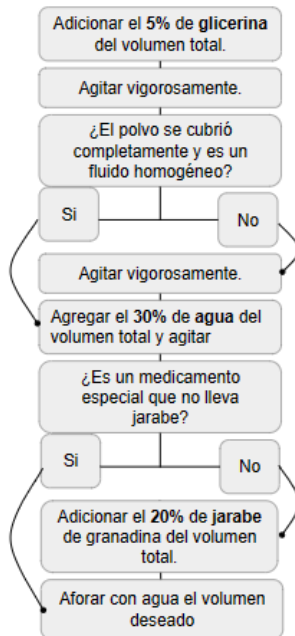 Adicionar el 5% de glicerina
del volumen total.
Agitar vigorosamente.
¿El polvo se cubrió
completamente y es un
fluido homogéneo?
Si
No
Agitar vigorosamente.
Agregar el 30% de agua del
volumen total y agitar
¿Es un medicamento
especial que no lleva
jarabe?
Si
No
Adicionar el 20% de jarabe
de granadina del volumen
total.
Aforar con agua el volumen
deseado